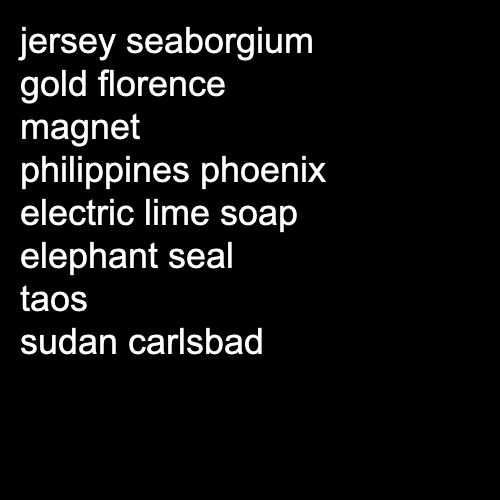 jersey seaborgium
gold florence
magnet
philippines phoenix
electric lime soap
elephant seal
taos
sudan carlsbad